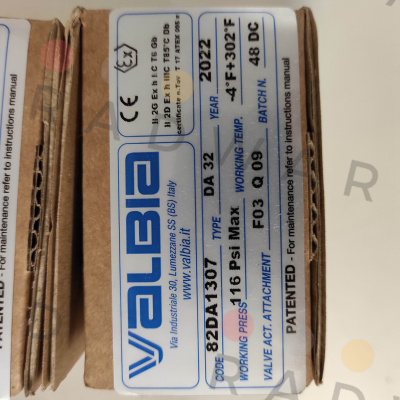 VALBIA
Via Industriale 30, Lumezzane SS (BS) Italy
www.valbia.it
CE Ex
II 2G Ex h IIC T6 Gb
II 2D Ex h IIIC T85°C Db
CODE 82DA1307 TYPE DA 32 YEAR 2022
WORKING PRESS. 116 Psi Max WORKING TEMP. -4°F+302°F
VALVE ACT. ATTACHMENT F03 Q 09 BATCH N. 48 DC
PATENTED - For maintenance refer to instructions manual
PATENTED - For maintenance refer to instructions manual